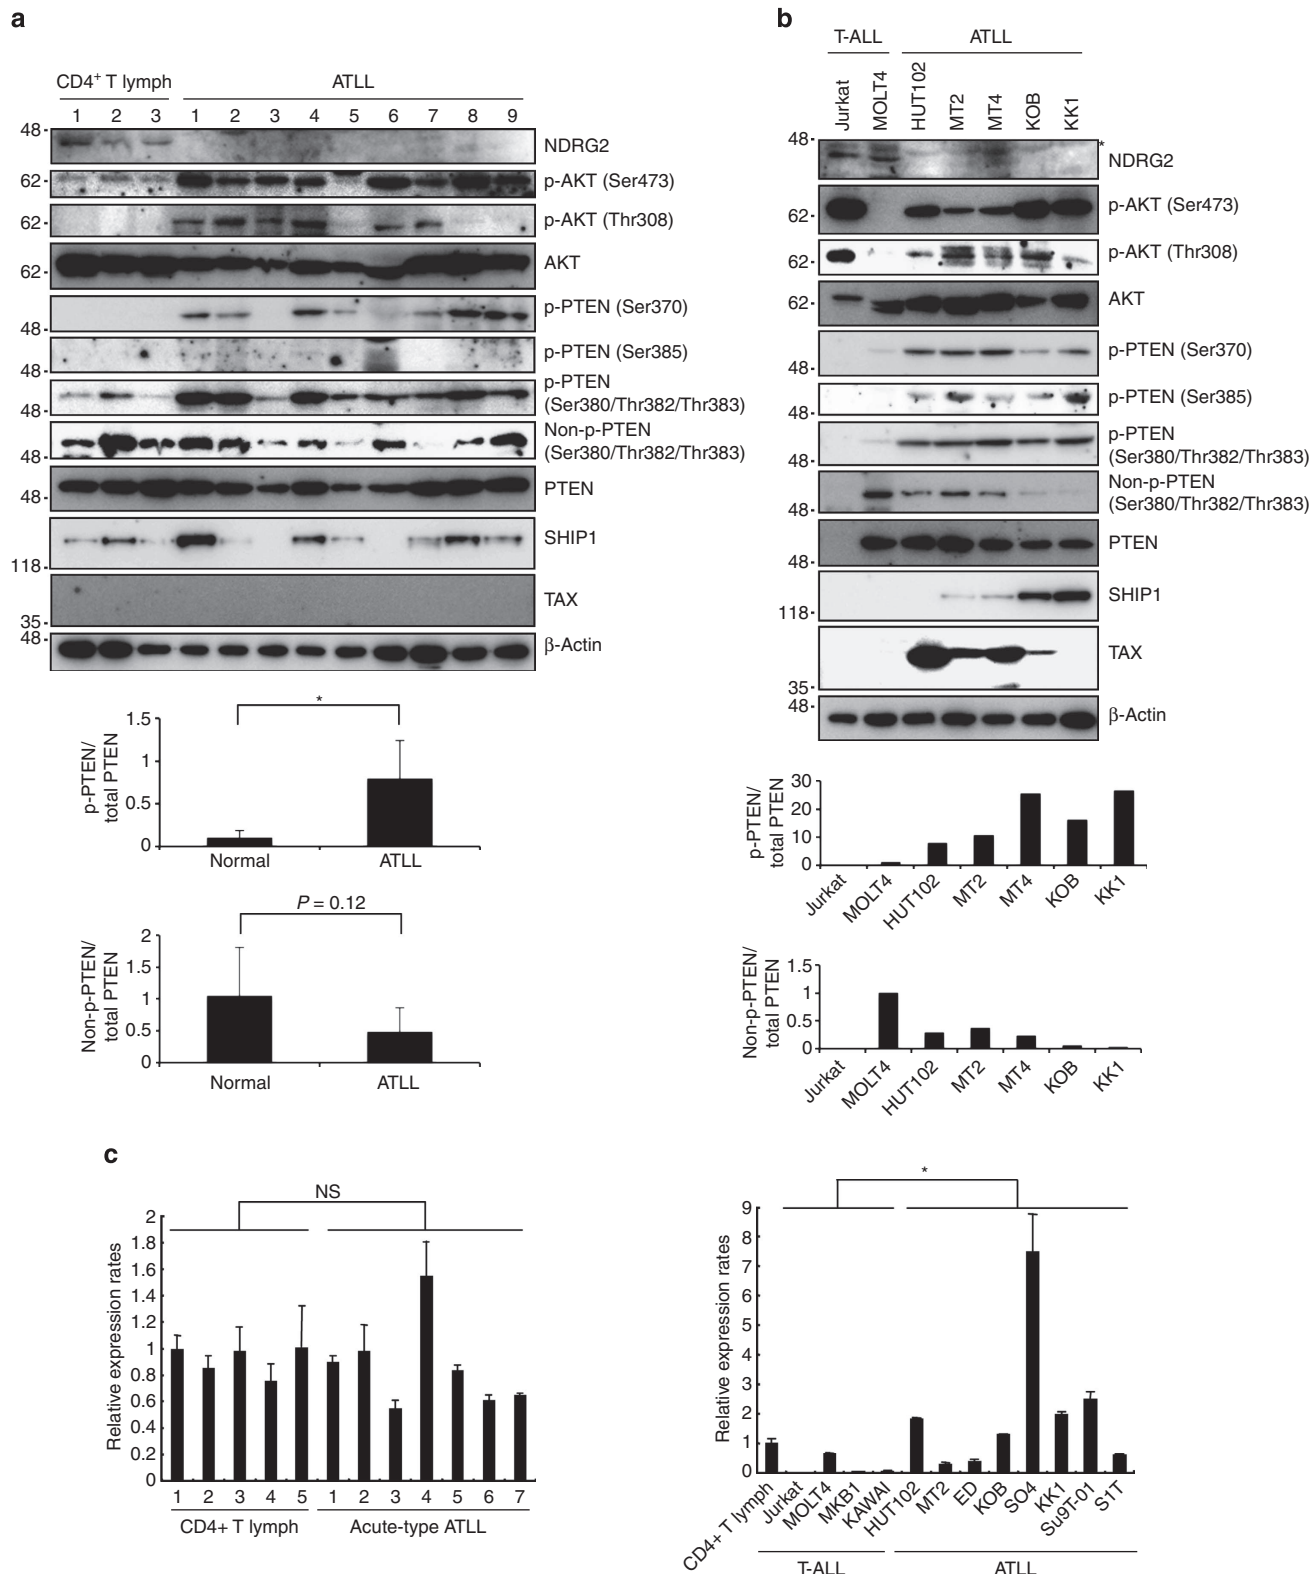 a
CD4+ T lymph
ATLL
1 2 3 1 2 3 4 5 6 7 8 9
48
NDRG2
62
p-AKT (Ser473)
62
p-AKT (Thr308)
62
AKT
48
p-PTEN (Ser370)
48
p-PTEN (Ser385)
48
p-PTEN
(Ser380/Thr382/Thr383)
48
Non-p-PTEN
(Ser380/Thr382/Thr383)
48
PTEN
118
SHIP1
35
TAX
48
β-Actin
*
1.5
1
0.5
0
p-PTEN/
total PTEN
Normal
ATLL
P = 0.12
2
1.5
1
0.5
0
Non-p-PTEN/
total PTEN
Normal
ATLL
b
T-ALL
ATLL
Jurkat
MOLT4
HUT102
MT2
MT4
KOB
KK1
48
*
NDRG2
62
p-AKT (Ser473)
62
p-AKT (Thr308)
62
AKT
48
p-PTEN (Ser370)
48
p-PTEN (Ser385)
48
p-PTEN
(Ser380/Thr382/Thr383)
48
Non-p-PTEN
(Ser380/Thr382/Thr383)
48
PTEN
118
SHIP1
35
TAX
48
β-Actin
30
20
10
0
p-PTEN/
total PTEN
Jurkat
MOLT4
HUT102
MT2
MT4
KOB
KK1
1.5
1
0.5
0
Non-p-PTEN/
total PTEN
Jurkat
MOLT4
HUT102
MT2
MT4
KOB
KK1
c
NS
2
1.8
1.6
1.4
1.2
1
0.8
0.6
0.4
0.2
0
Relative expression rates
1 2 3 4 5 1 2 3 4 5 6 7
CD4+ T lymph
Acute-type ATLL
*
9
8
7
6
5
4
3
2
1
0
Relative expression rates
CD4+ T lymph
Jurkat
MOLT4
MKB1
KAWAI
HUT102
MT2
ED
KOB
SO4
KK1
Su9T-01
S1T
T-ALL
ATLL